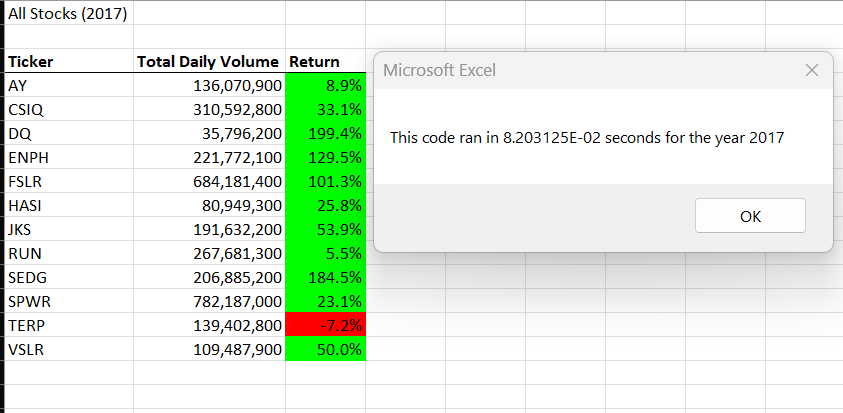 All Stocks (2017)
Ticker Total Daily Volume Return
AY 136,070,900 8.9%
CSIQ 310,592,800 33.1%
DQ 35,796,200 199.4%
ENPH 221,772,100 129.5%
FSLR 684,181,400 101.3%
HASI 80,949,300 25.8%
JKS 191,632,200 53.9%
RUN 267,681,300 5.5%
SEDG 206,885,200 184.5%
SPWR 782,187,000 23.1%
TERP 139,402,800 -7.2%
VSLR 109,487,900 50.0%
Microsoft Excel
This code ran in 8.203125E-02 seconds for the year 2017
OK